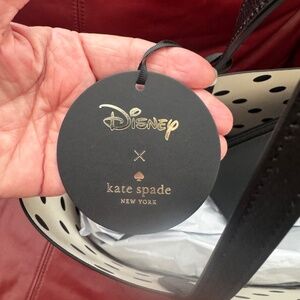 Disney
×
kate spade
NEW YORK